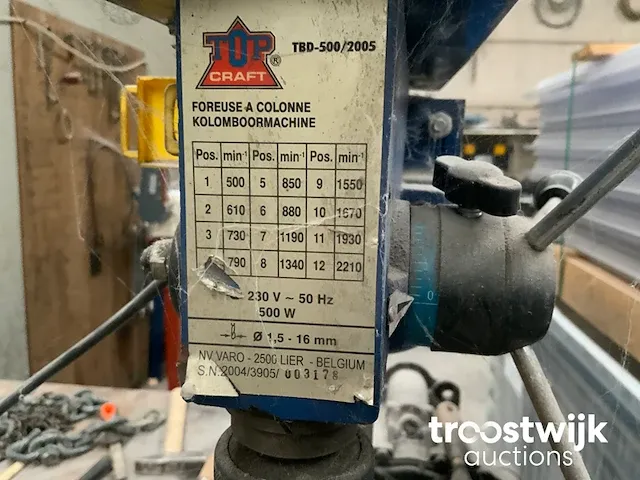 TOP
CRAFT ®
TBD-500/2005
FOREUSE A COLONNE
KOLOMBOORMACHINE
Pos. min⁻¹ Pos. min⁻¹ Pos. min⁻¹
1 500 5 850 9 1550
2 610 6 880 10 1670
3 730 7 1190 11 1930
790 8 1340 12 2210
230 V ~ 50 Hz
500 W
Ø 1,5 - 16 mm
NV VARO - 2500 LIER - BELGIUM
S.N.2004/3905/ 003178
0
troostwijk
auctions